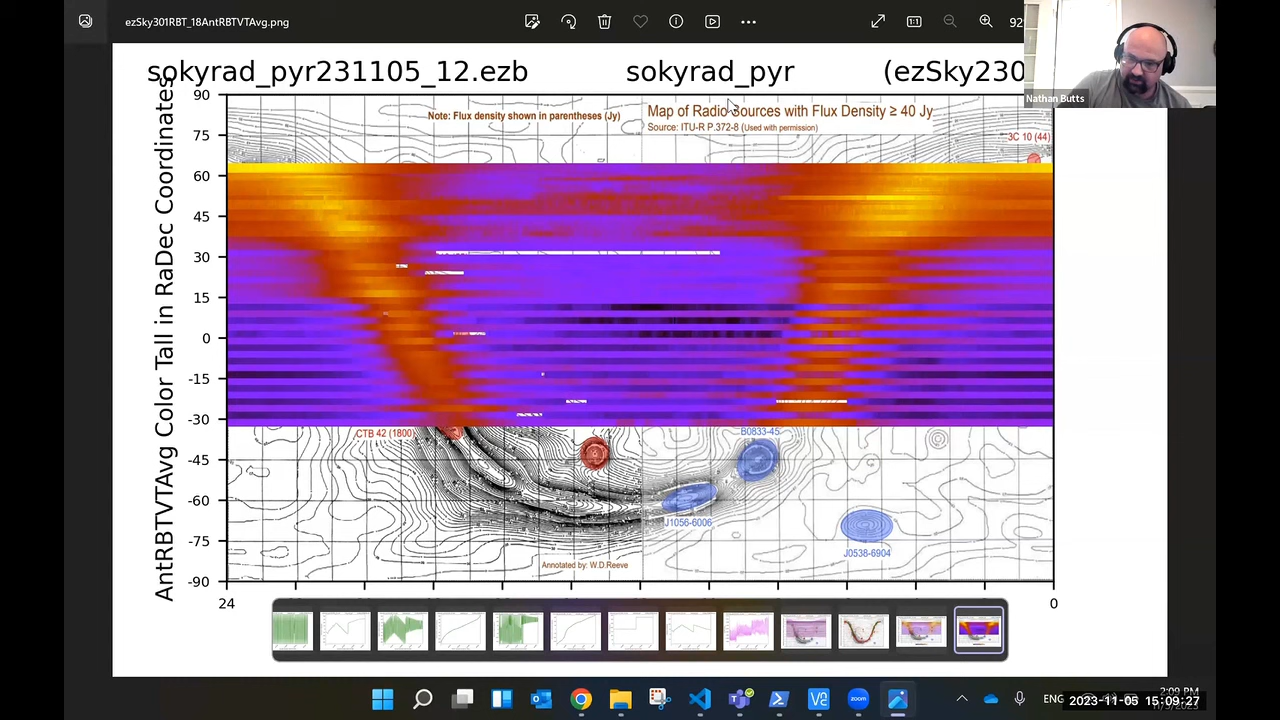 ezSky301RBT_18AntRBTVTAvg.png
92
Nathan Butts
sokyrad_pyr231105_12.ezb
sokyrad_pyr
(ezSky230
AntRBTVTAvg Color Tall in RaDec Coordinates
90
75
60
45
30
15
0
-15
-30
-45
-60
-75
-90
Note: Flux density shown in parentheses (Jy)
Map of Radio Sources with Flux Density ≥ 40 Jy
Source: ITU-R P.372-8 (Used with permission)
3C 10 (44)
CTB 42 (1800)
B0833-45
J1056-6006
J0538-6904
Annotated by: W.D.Reeve
24
0
ENG
2:09 PM
2023-11-05 15:09:27